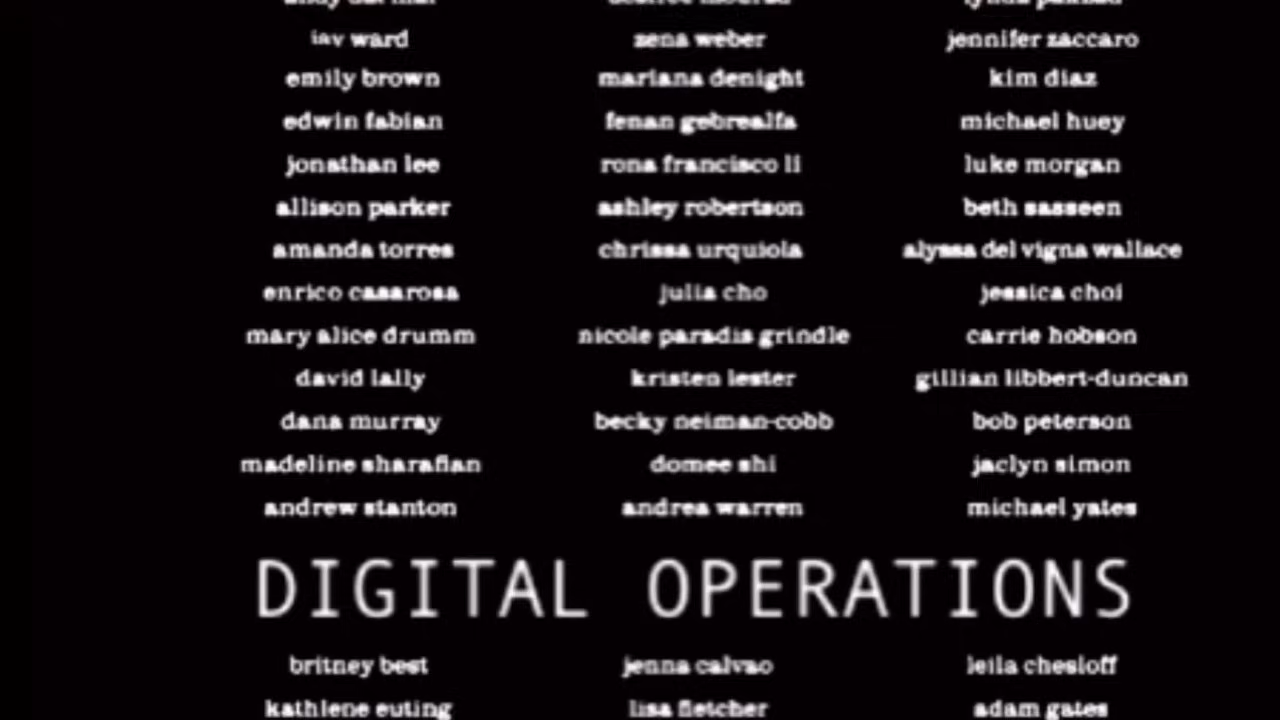 jay ward zena weber jennifer zaccaro
emily brown mariana denight kim diaz
edwin fabian fenan gebrealfa michael huey
jonathan lee rona francisco li luke morgan
allison parker ashley robertson beth sasseen
amanda torres chrissa urquiola alyssa del vigna wallace
enrico casarosa julia cho jessica choi
mary alice drumm nicole paradis grindle carrie hobson
david lally kristen lester gillian libbert-duncan
dana murray becky neiman-cobb bob peterson
madeline sharafian domee shi jaclyn simon
andrew stanton andrea warren michael yates
DIGITAL OPERATIONS
britney best jenna calvao leila chesloff
kathlene euting lisa fletcher adam gates